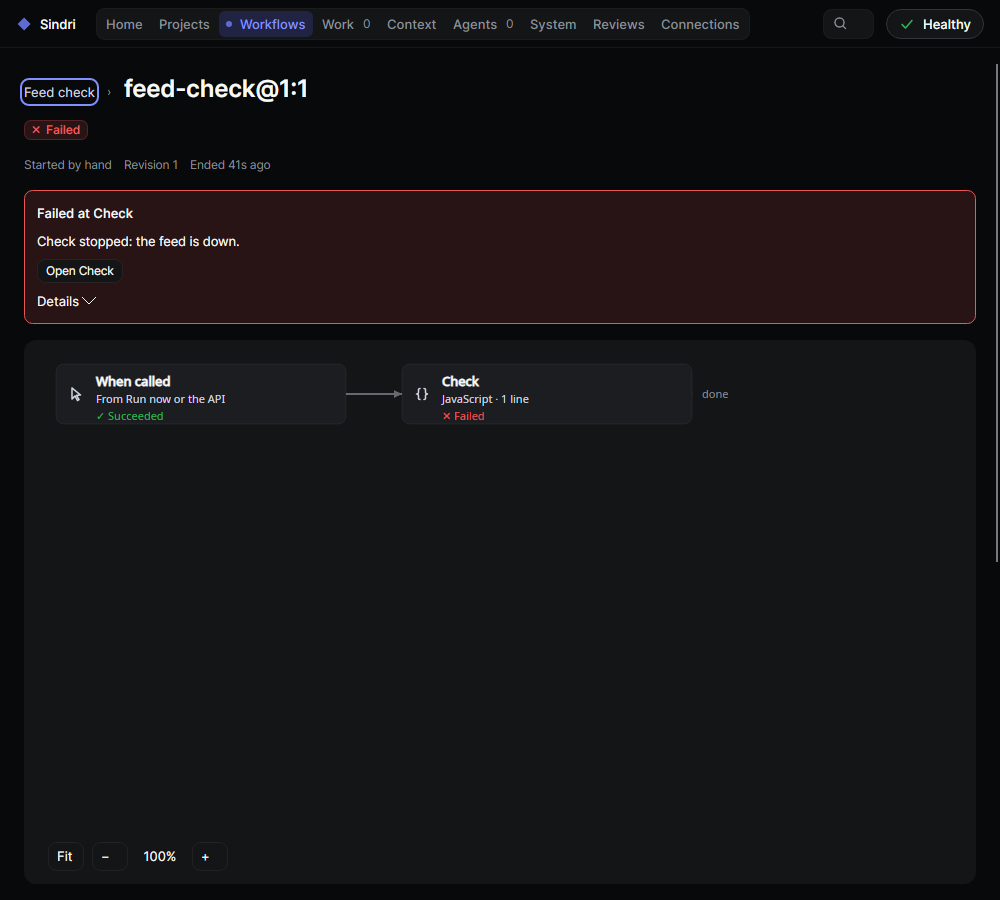 Sindri Home Projects Workflows Work 0 Context Agents 0 System Reviews Connections Healthy
Feed check › feed-check@1:1
✕ Failed
Started by hand Revision 1 Ended 41s ago
Failed at Check
Check stopped: the feed is down.
Open Check
Details
When called
From Run now or the API
✓ Succeeded
{} Check
JavaScript · 1 line
✕ Failed
done
Fit − 100% +